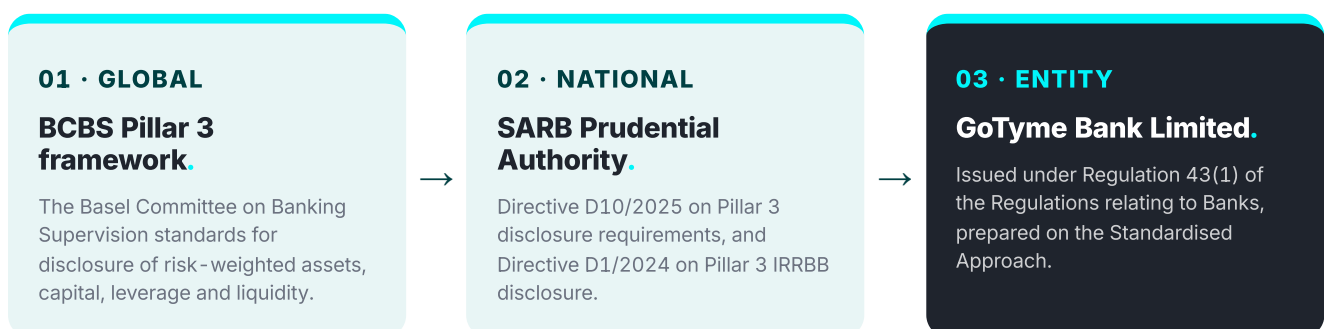 01 · GLOBAL
BCBS Pillar 3
framework.
The Basel Committee on Banking
Supervision standards for
disclosure of risk-weighted assets,
capital, leverage and liquidity.
→
02 · NATIONAL
SARB Prudential
Authority.
Directive D10/2025 on Pillar 3
disclosure requirements, and
Directive D1/2024 on Pillar 3 IRRBB
disclosure.
→
03 · ENTITY
GoTyme Bank Limited.
Issued under Regulation 43(1) of
the Regulations relating to Banks,
prepared on the Standardised
Approach.